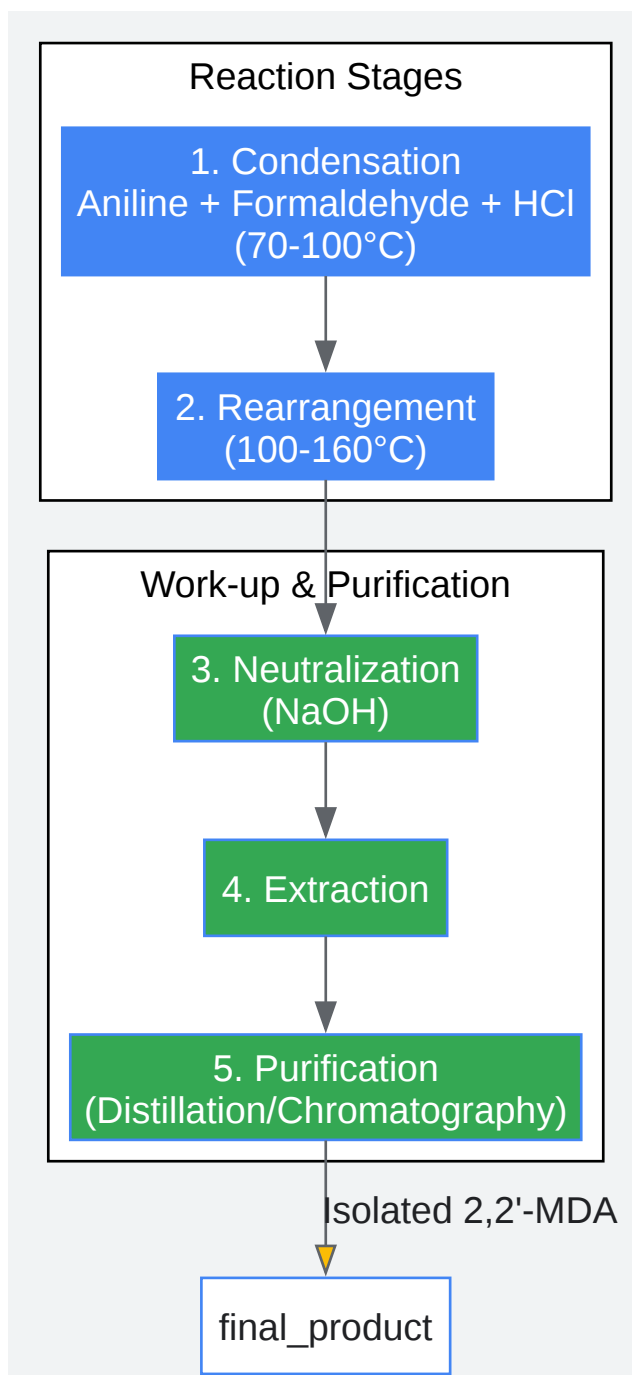 Reaction Stages
1. Condensation
Aniline + Formaldehyde + HCl
(70-100°C)
2. Rearrangement
(100-160°C)
Work-up & Purification
3. Neutralization
(NaOH)
4. Extraction
5. Purification
(Distillation/Chromatography)
Isolated 2,2'-MDA
final_product